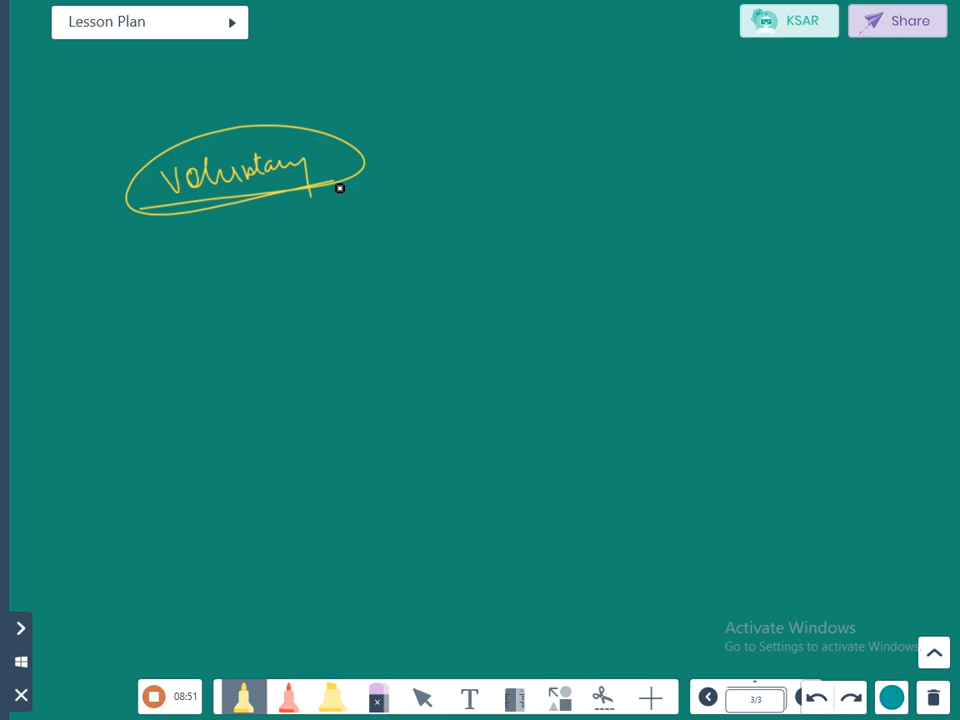 Lesson Plan
KSAR
Share
Voluntary
Activate Windows
Go to Settings to activate Windows.
08:51
T
3/3